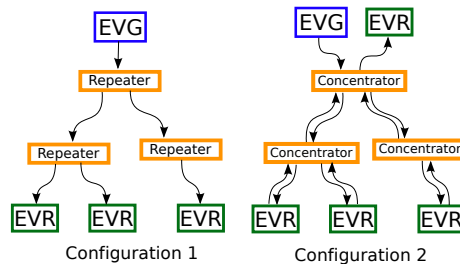 EVG
Repeater
Repeater
Repeater
EVR
EVR
EVR
Configuration 1
EVG
EVR
Concentrator
Concentrator
Concentrator
EVR
EVR
EVR
Configuration 2